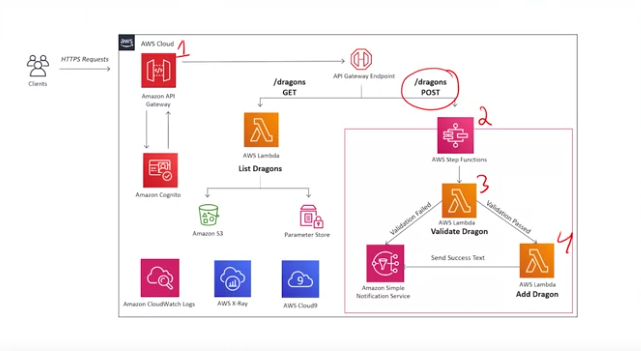 aws
AWS Cloud
1
HTTPS Requests
Clients
Amazon API
Gateway
API Gateway Endpoint
/dragons
GET
/dragons
POST
2
AWS Step Functions
AWS Lambda
List Dragons
Amazon Cognito
3
AWS Lambda
Validate Dragon
Validation Failed
Validation Passed
Amazon S3
Parameter Store
4
Amazon Simple
Notification Service
Send Success Text
AWS Lambda
Add Dragon
Amazon CloudWatch Logs
AWS X-Ray
9
AWS Cloud9